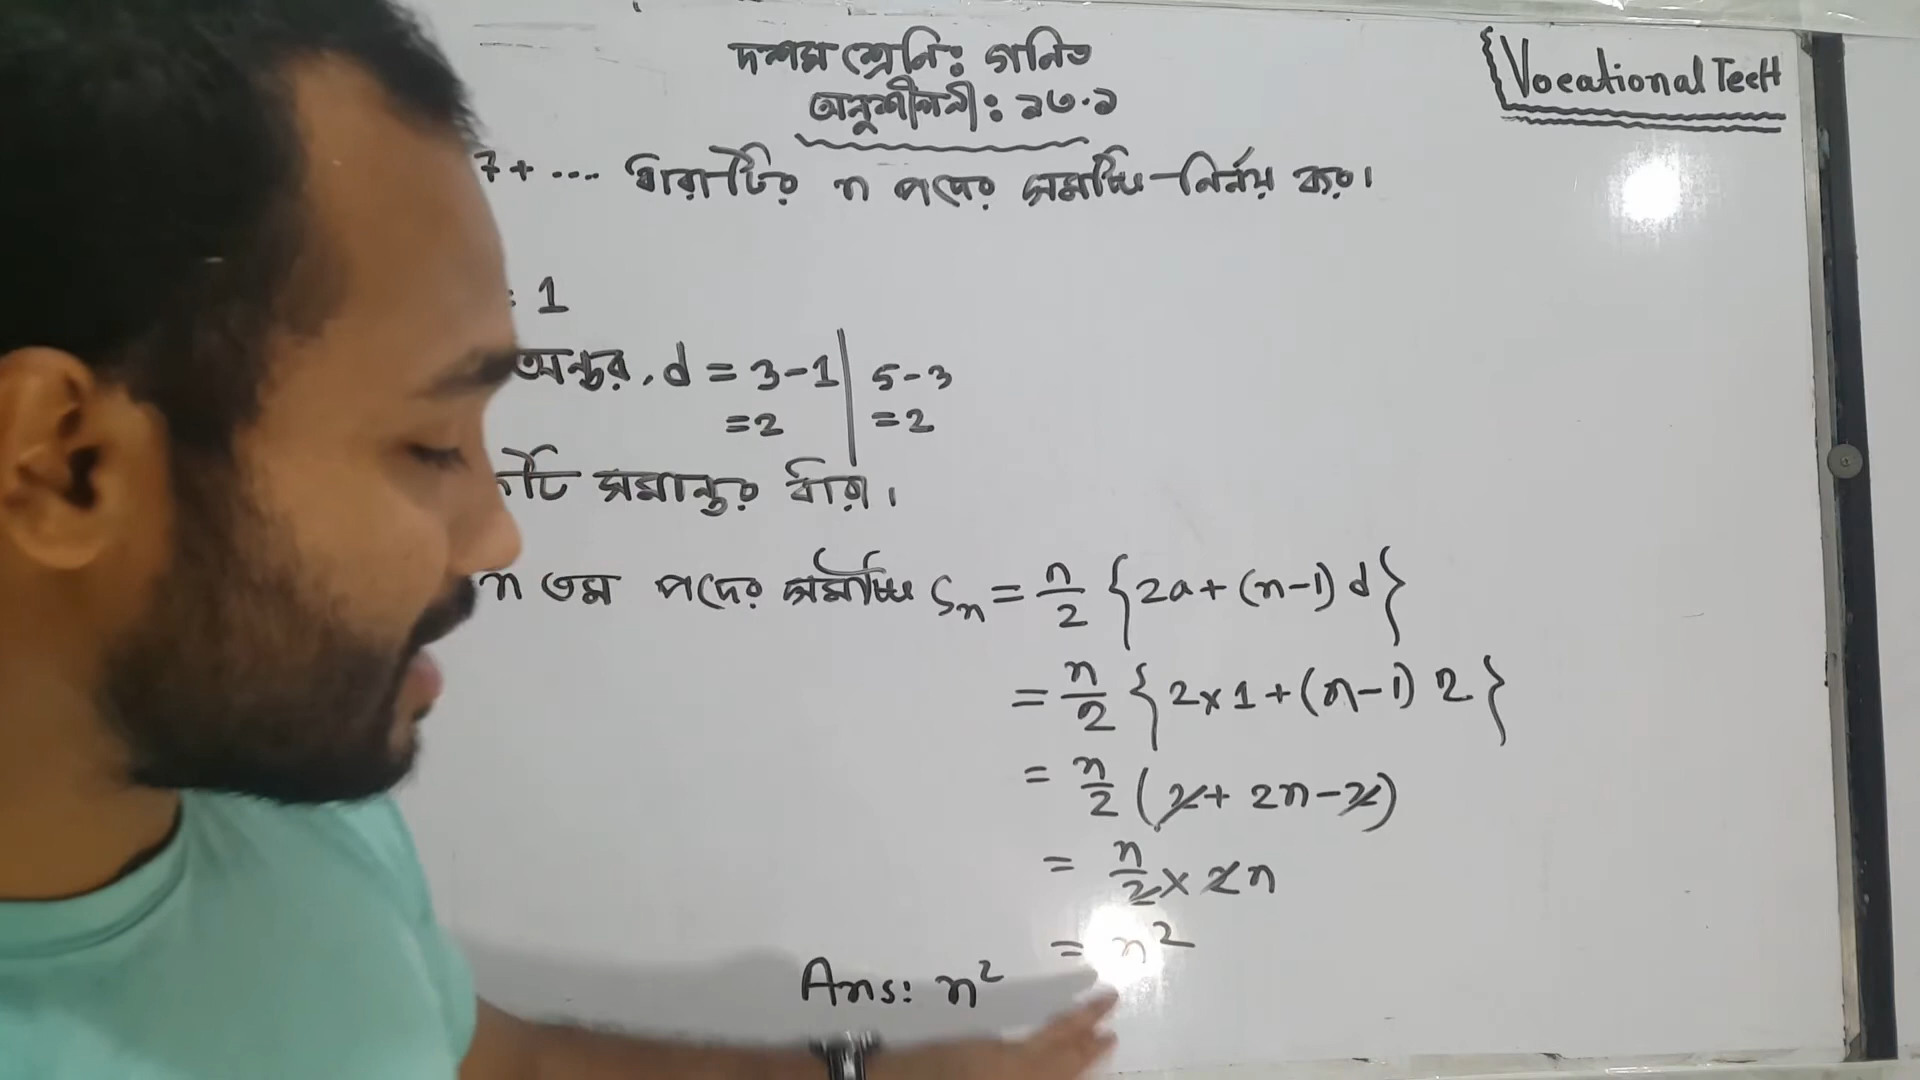 দশম শ্রেনিঃ গনিত
অনুশীলনীঃ ১৩.১
Vocational TecH
7+ .... ধারাটির n পদের সমষ্টি নির্নয় কর।
: 1
অন্তর, d = 3-1 | 5-3
=2 | =2
টি সমান্তর ধারা।
n তম পদের সমষ্টি Sn = n/2 {2a+(n-1)d}
= n/2 {2×1+(n-1)2}
= n/2 (2+2n-2)
= n/2 × 2n
= n²
Ans: n²